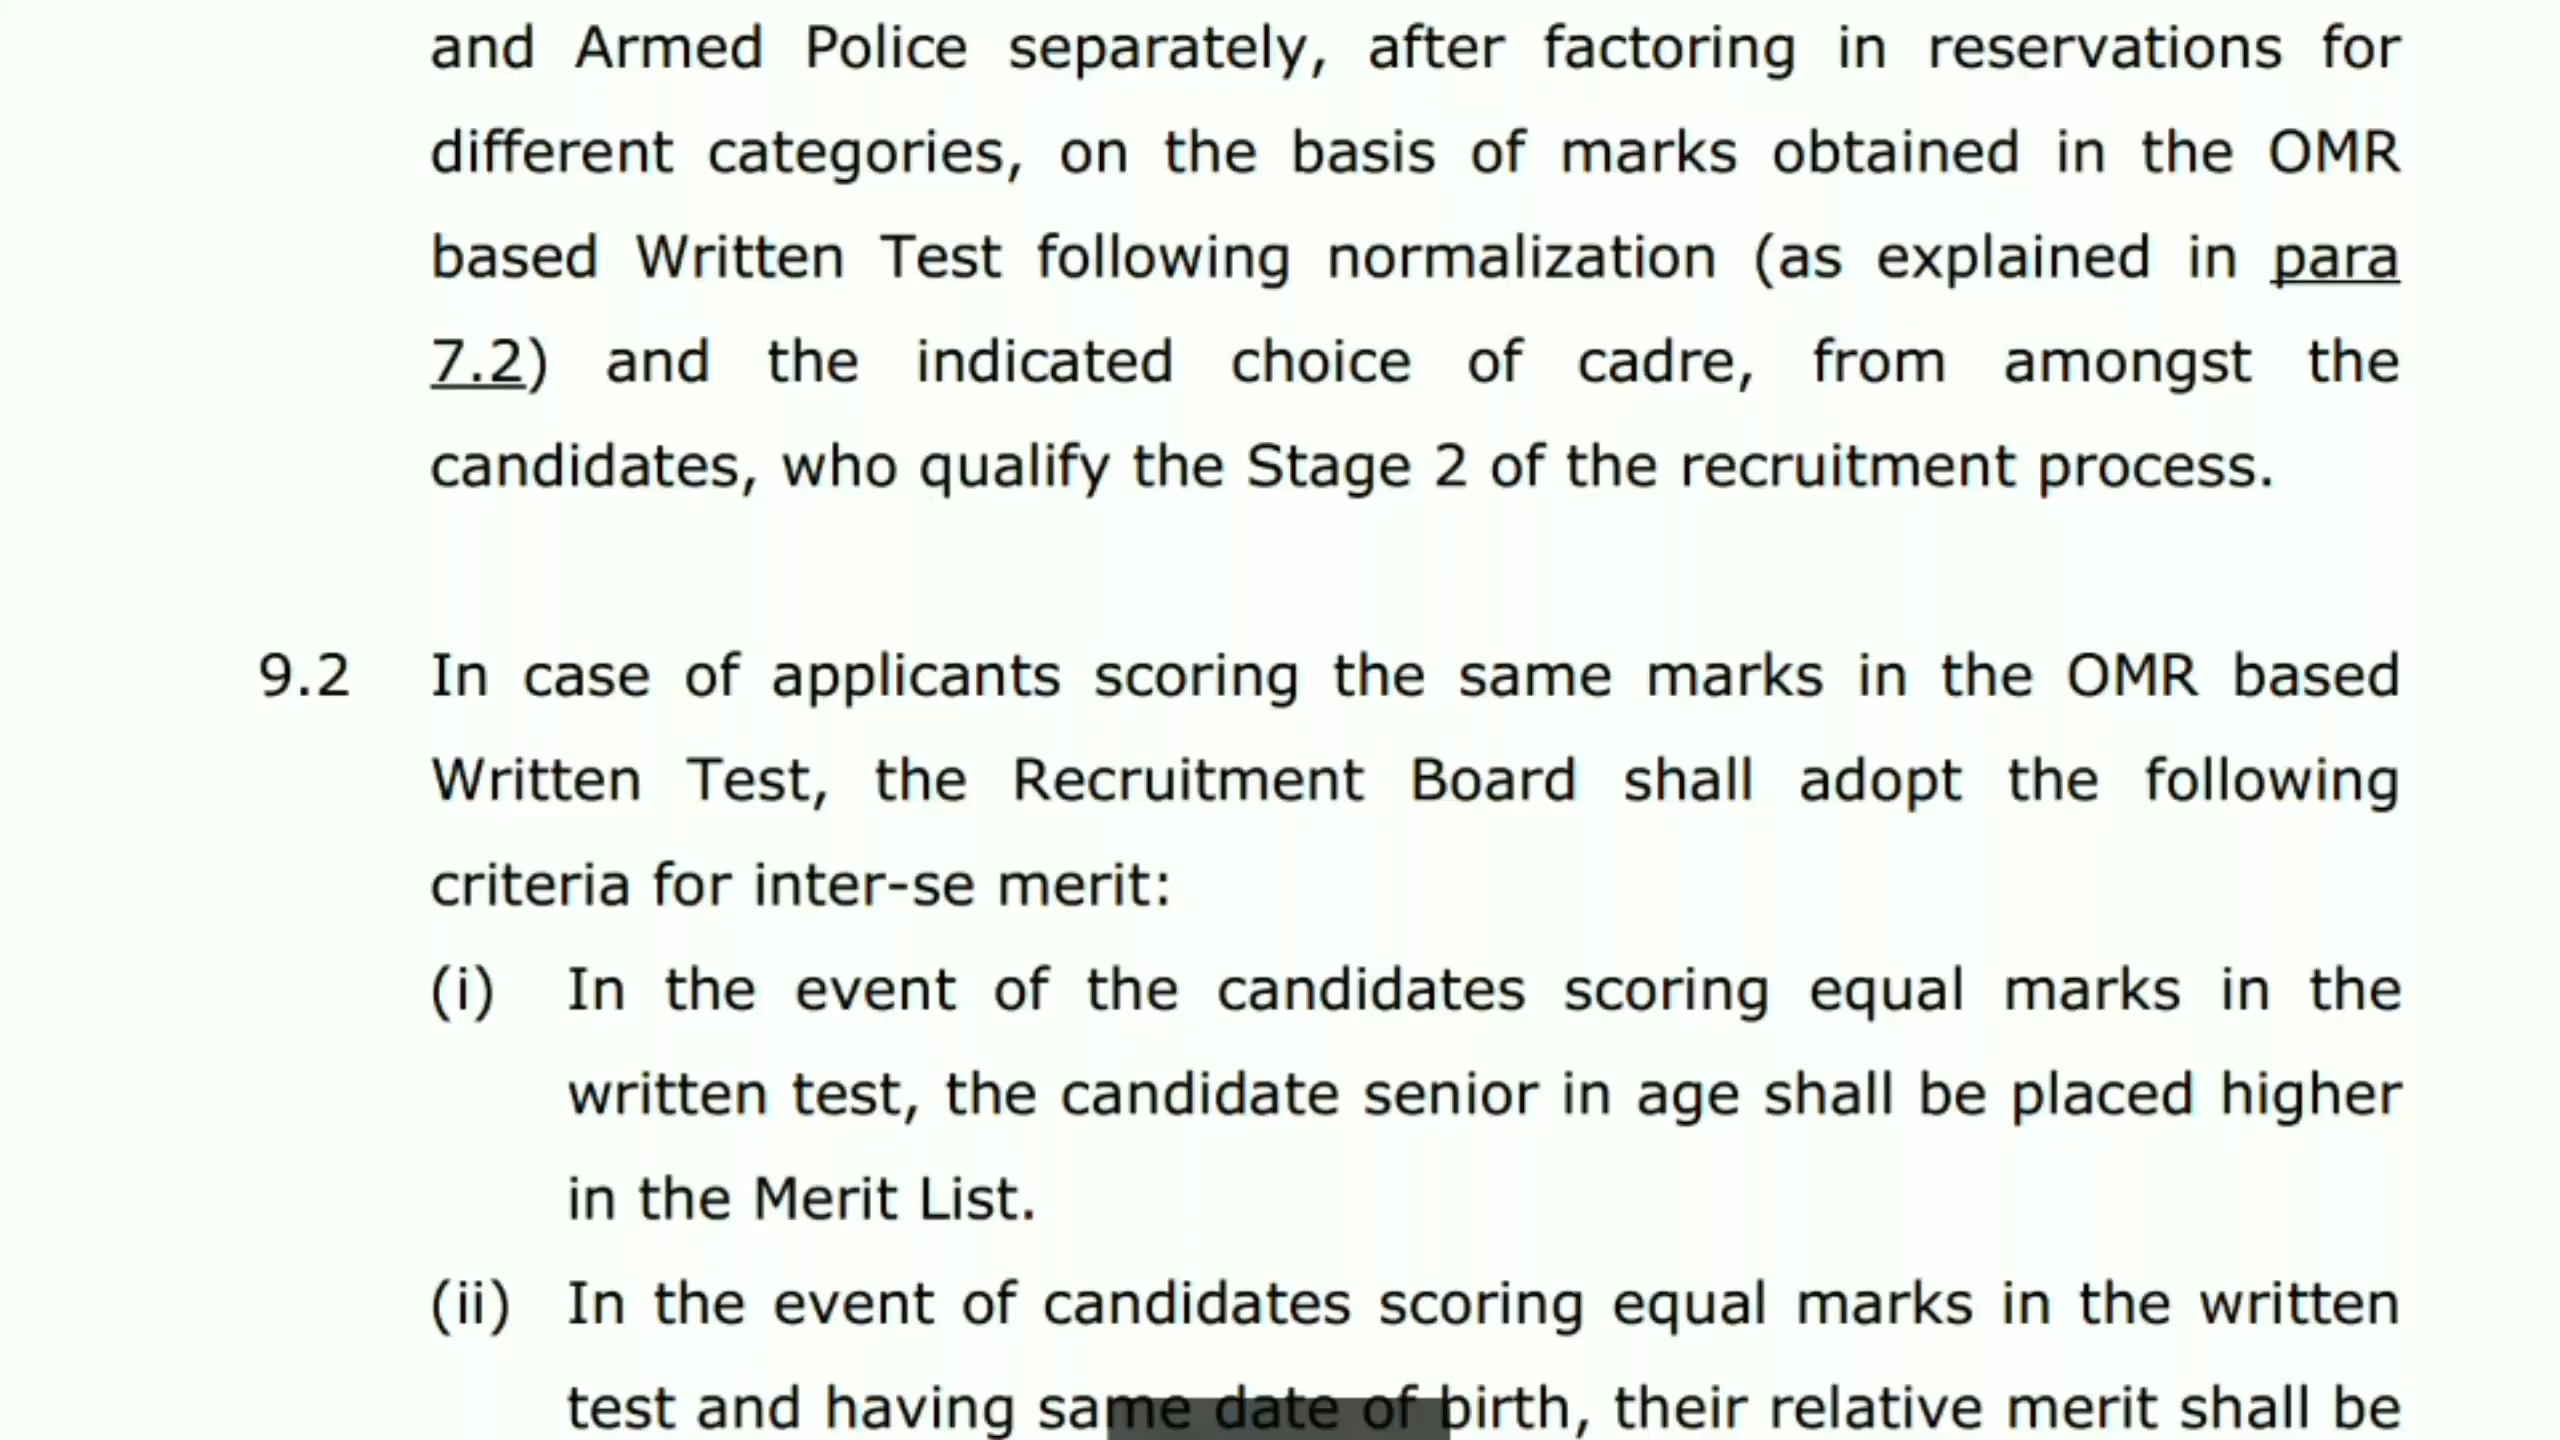 and Armed Police separately, after factoring in reservations for
different categories, on the basis of marks obtained in the OMR
based Written Test following normalization (as explained in para
7.2) and the indicated choice of cadre, from amongst the
candidates, who qualify the Stage 2 of the recruitment process.
9.2 In case of applicants scoring the same marks in the OMR based
Written Test, the Recruitment Board shall adopt the following
criteria for inter-se merit:
(i) In the event of the candidates scoring equal marks in the
written test, the candidate senior in age shall be placed higher
in the Merit List.
(ii) In the event of candidates scoring equal marks in the written
test and having same date of birth, their relative merit shall be